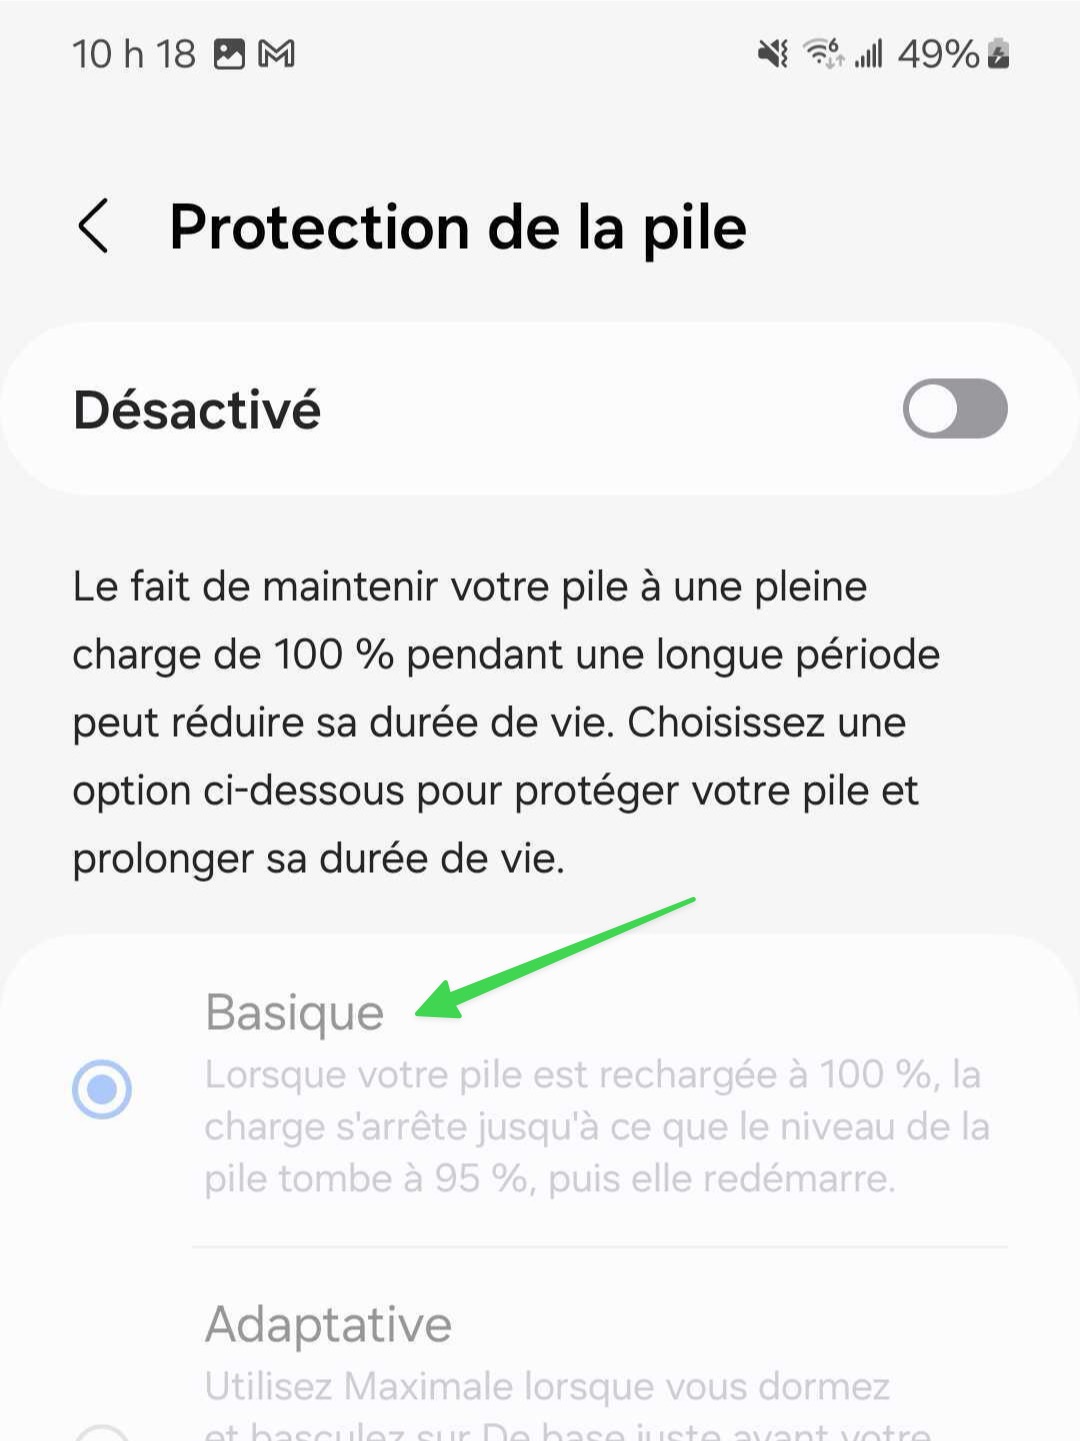 10 h 18
6
49%
Protection de la pile
Désactivé
Le fait de maintenir votre pile à une pleine
charge de 100 % pendant une longue période
peut réduire sa durée de vie. Choisissez une
option ci-dessous pour protéger votre pile et
prolonger sa durée de vie.
Basique
Lorsque votre pile est rechargée à 100 %, la
charge s'arrête jusqu'à ce que le niveau de la
pile tombe à 95 %, puis elle redémarre.
Adaptative
Utilisez Maximale lorsque vous dormez
et basculez sur De base juste avant votre